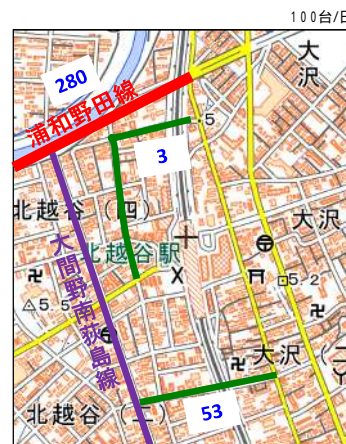 100台/日
大沢
280
浦和野田線
5
3
北越谷(四)
大沢
北越谷駅
5.2
△5.5
大間野南荻島線
大沢(二
北越谷(二)
53